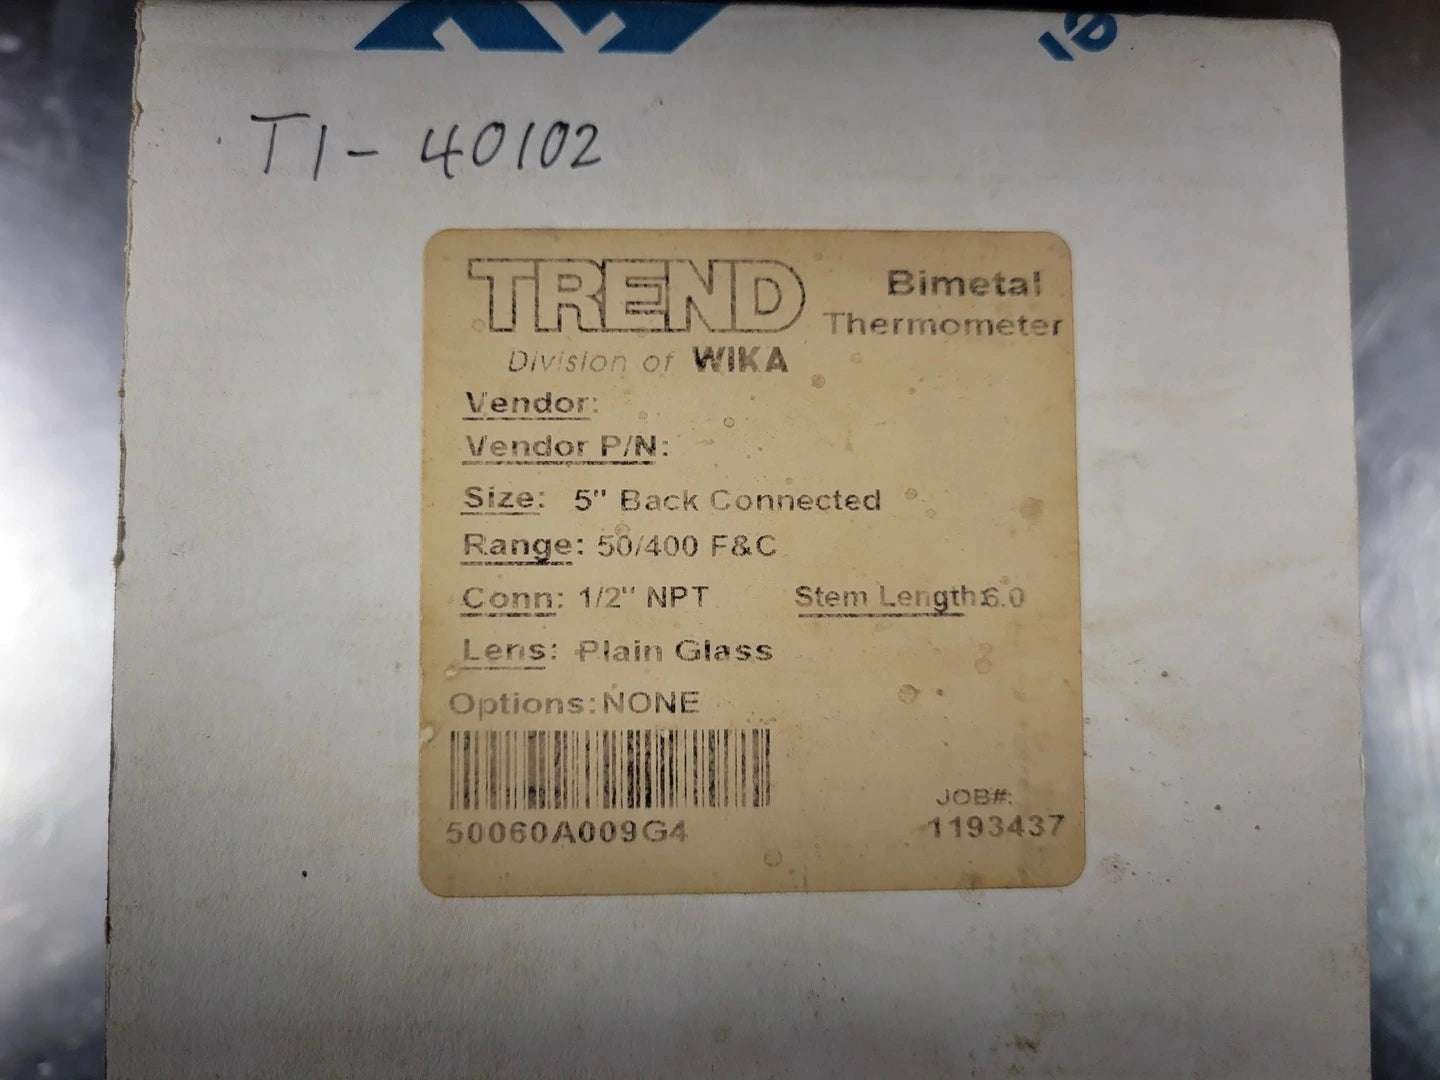 TI-40102
TREND
Bimetal
Thermometer
Division of WIKA
Vendor:
Vendor P/N:
Size: 5" Back Connected
Range: 50/400 F&C
Conn: 1/2" NPT Stem Length: 6.0
Lens: Plain Glass
Options: NONE
50060A009G4
JOB#:
1193437